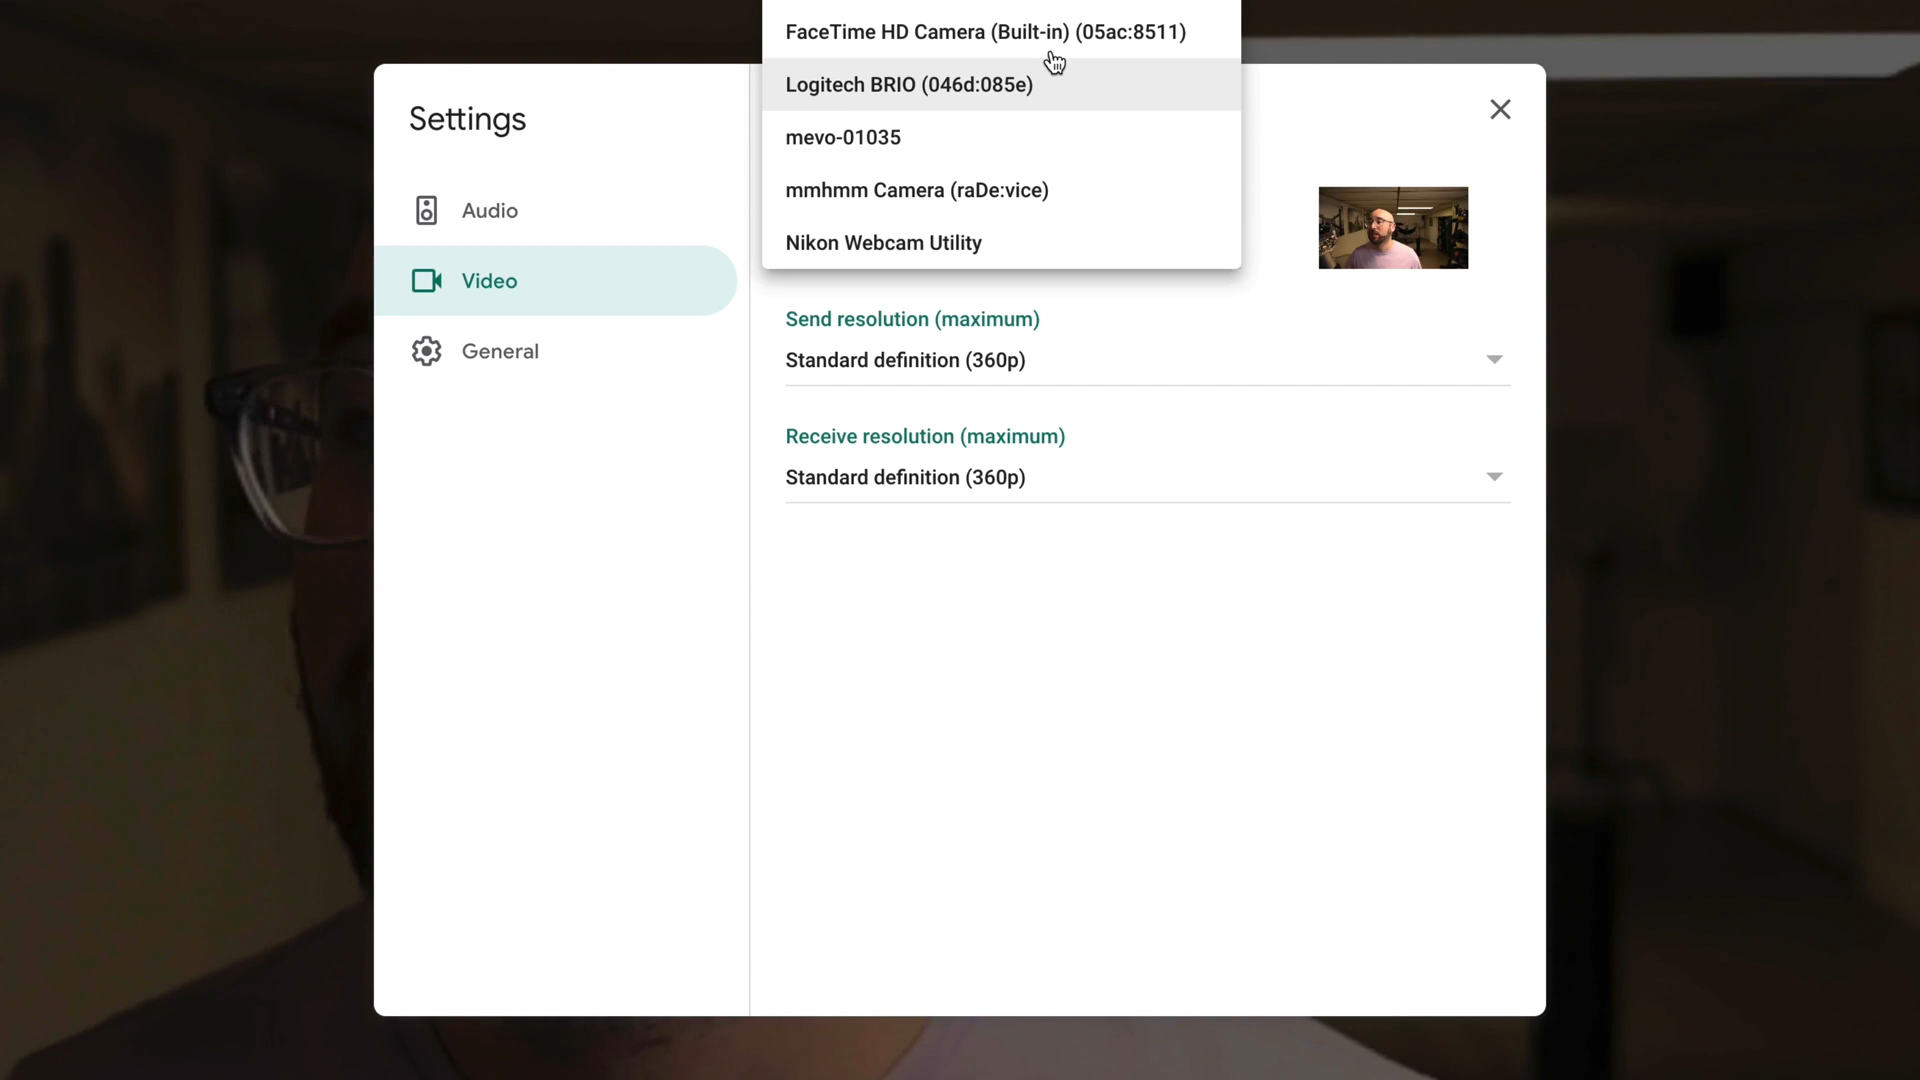 FaceTime HD Camera (Built-in) (05ac:8511)
Logitech BRIO (046d:085e)
mevo-01035
mmhmm Camera (raDe:vice)
Nikon Webcam Utility
Settings
Audio
Video
General
Send resolution (maximum)
Standard definition (360p)
Receive resolution (maximum)
Standard definition (360p)